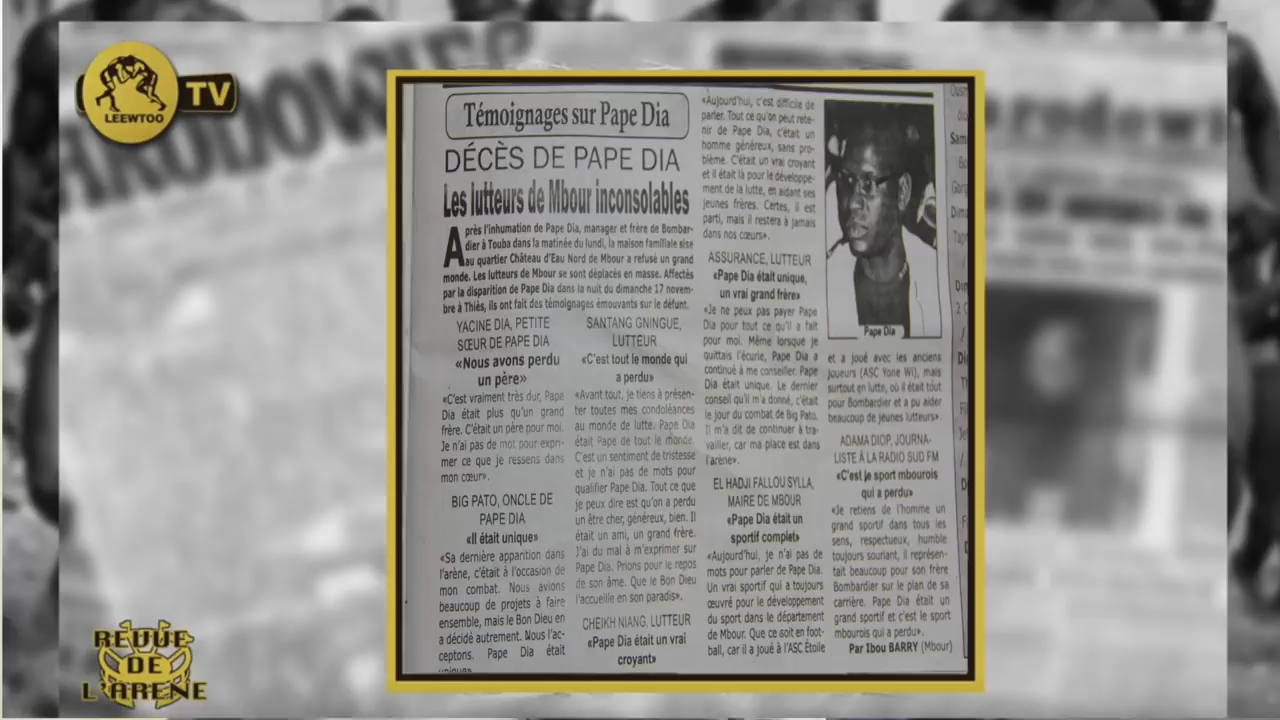 LEEWTOO
TV
Témoignages sur Pape Dia
DÉCÈS DE PAPE DIA
Les lutteurs de Mbour inconsolables
Après l'inhumation de Pape Dia, manager et frère de Bombar-
dier à Touba dans la matinée du lundi, la maison familiale sise
au quartier Château d'Eau Nord de Mbour a refusé un grand
monde. Les lutteurs de Mbour se sont déplacés en masse. Affectés
par la disparition de Pape Dia dans la nuit du dimanche 17 novem-
bre à Thiès, ils ont fait des témoignages émouvants sur le défunt.
YACINE DIA, PETITE
SŒUR DE PAPE DIA
«Nous avons perdu
un père»
«C'est vraiment très dur, Pape
Dia était plus qu'un grand
frère. C'était un père pour moi.
Je n'ai pas de mot pour expri-
mer ce que je ressens dans
mon cœur».
BIG PATO, ONCLE DE
PAPE DIA
«Il était unique»
«Sa dernière apparition dans
l'arène, c'était à l'occasion de
mon combat. Nous avions
beaucoup de projets à faire
ensemble, mais le Bon Dieu en
a décidé autrement. Nous l'ac-
ceptons. Pape Dia était
unique»
SANTANG GNINGUE,
LUTTEUR
«C'est tout le monde qui
a perdu»
«Avant tout, je tiens à présen-
ter toutes mes condoléances
au monde de lutte. Pape Dia
était Pape de tout le monde.
C'est un sentiment de tristesse
et je n'ai pas de mots pour
qualifier Pape Dia. Tout ce que
je peux dire est qu'on a perdu
un être cher, généreux, bien. Il
était un ami, un grand frère.
J'ai du mal à m'exprimer sur
Pape Dia. Prions pour le repos
de son âme. Que le Bon Dieu
l'accueille en son paradis».
CHEIKH NIANG, LUTTEUR
«Pape Dia était un vrai
croyant»
«Aujourd'hui, c'est difficile de
parler. Tout ce qu'on peut rete-
nir de Pape Dia, c'était un
homme généreux, sans pro-
blème. C'était un vrai croyant
et il était là pour le développe-
ment de la lutte, en aidant ses
jeunes frères. Certes, il est
parti, mais il restera à jamais
dans nos cœurs».
ASSURANCE, LUTTEUR
«Pape Dia était unique,
un vrai grand frère»
«Je ne peux pas payer Pape
Dia pour tout ce qu'il a fait
pour moi. Même lorsque je
quittais l'écurie, Pape Dia a
continué à me conseiller. Pape
Dia était unique. Le dernier
conseil qu'il m'a donné, c'était
le jour du combat de Big Pato.
Il m'a dit de continuer à tra-
vailler, car ma place est dans
l'arène».
EL HADJI FALLOU SYLLA,
MAIRE DE MBOUR
«Pape Dia était un
sportif complet»
«Aujourd'hui, je n'ai pas de
mots pour parler de Pape Dia.
Un vrai sportif qui a toujours
œuvré pour le développement
du sport dans le département
de Mbour. Que ce soit en foot-
ball, car il a joué à l'ASC Étoile
Pape Dia
et a joué avec les anciens
joueurs (ASC Yone Wi), mais
surtout en lutte, où il était tout
pour Bombardier et a pu aider
beaucoup de jeunes lutteurs».
ADAMA DIOP, JOURNA-
LISTE À LA RADIO SUD FM
«C'est le sport mbourois
qui a perdu»
«Je retiens de l'homme un
grand sportif dans tous les
sens, respectueux, humble
toujours souriant, il représen-
tait beaucoup pour son frère
Bombardier sur le plan de sa
carrière. Pape Dia était un
grand sportif et c'est le sport
mbourois qui a perdu».
Par Ibou BARRY (Mbour)
REVUE
DE
L'ARENE